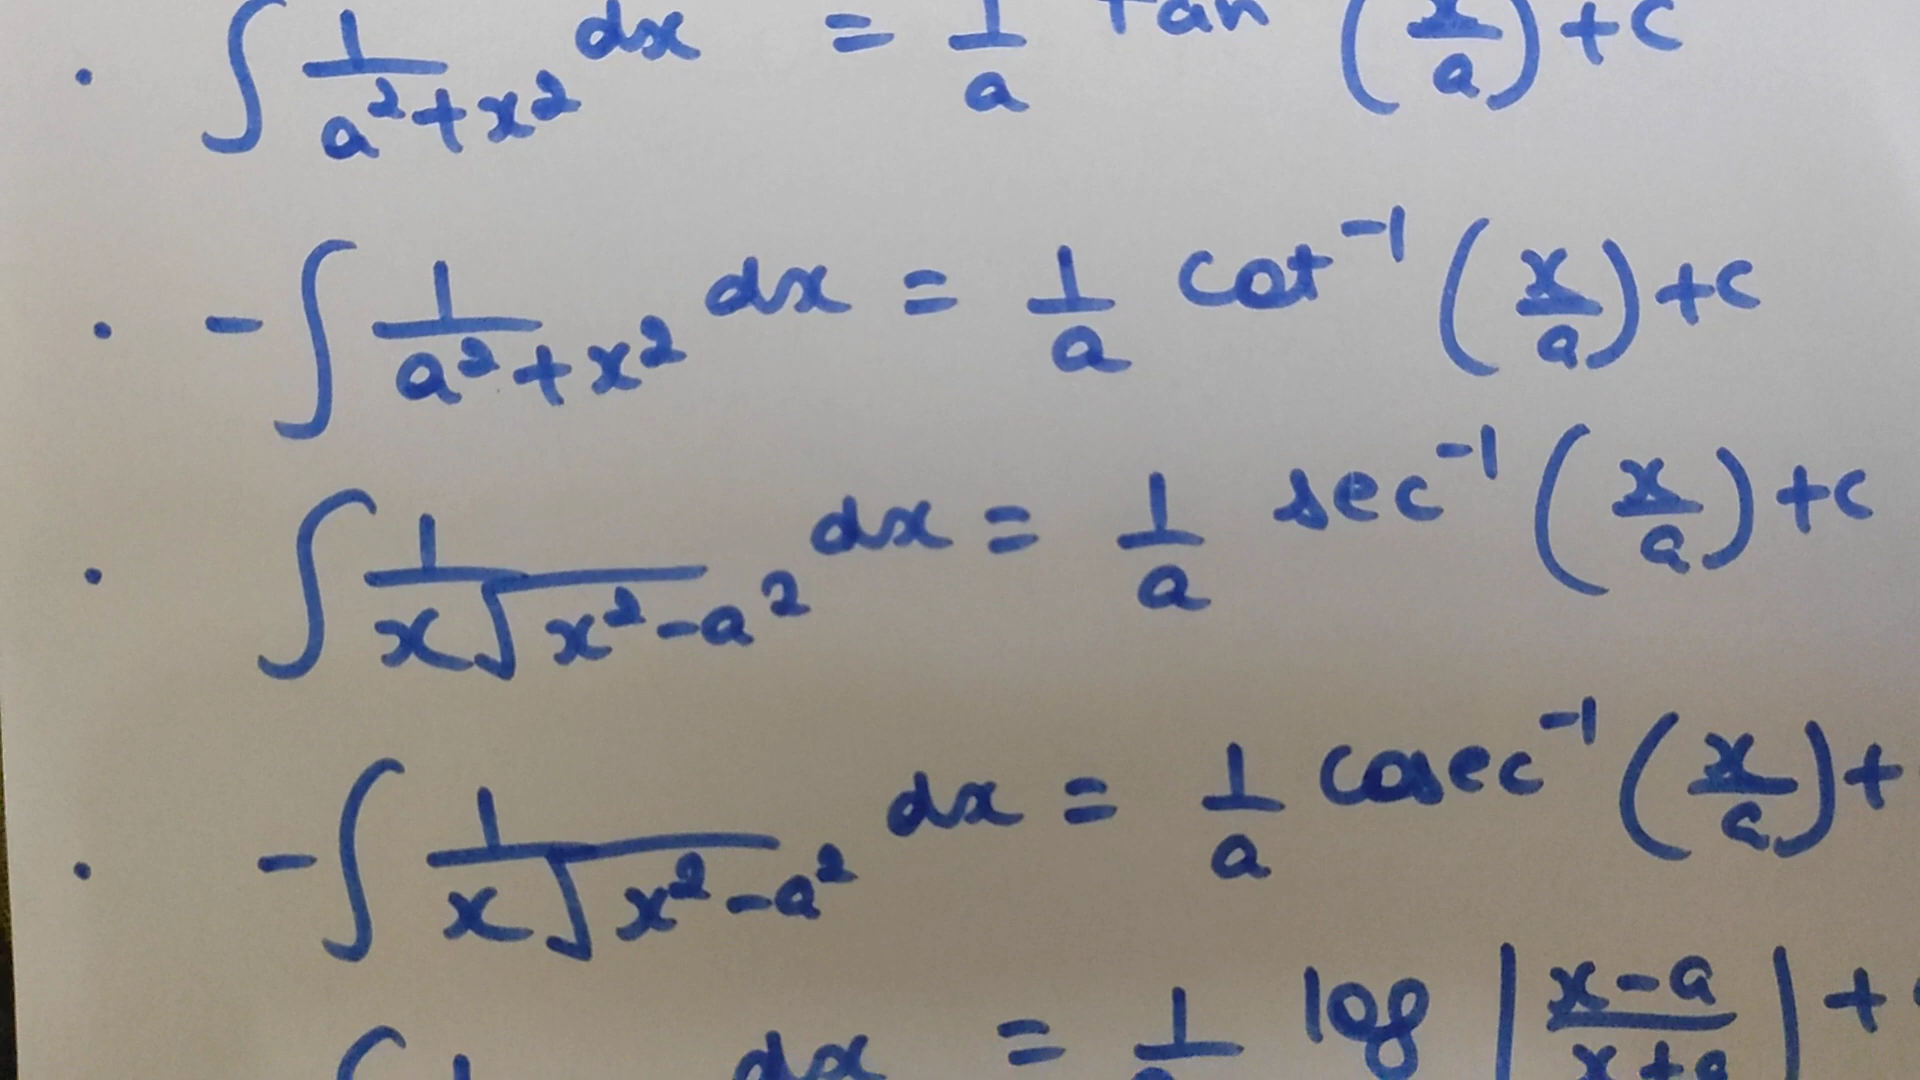 · ∫ 1/(a²+x²) dx = 1/a tan (x/a) + c
· -∫ 1/(a²+x²) dx = 1/a cot⁻¹ (x/a) + c
· ∫ 1/(x√(x²-a²)) dx = 1/a sec⁻¹ (x/a) + c
· -∫ 1/(x√(x²-a²)) dx = 1/a cosec⁻¹ (x/a) +
∫ 1 dx = 1 log |(x-a)/(x+a)| +